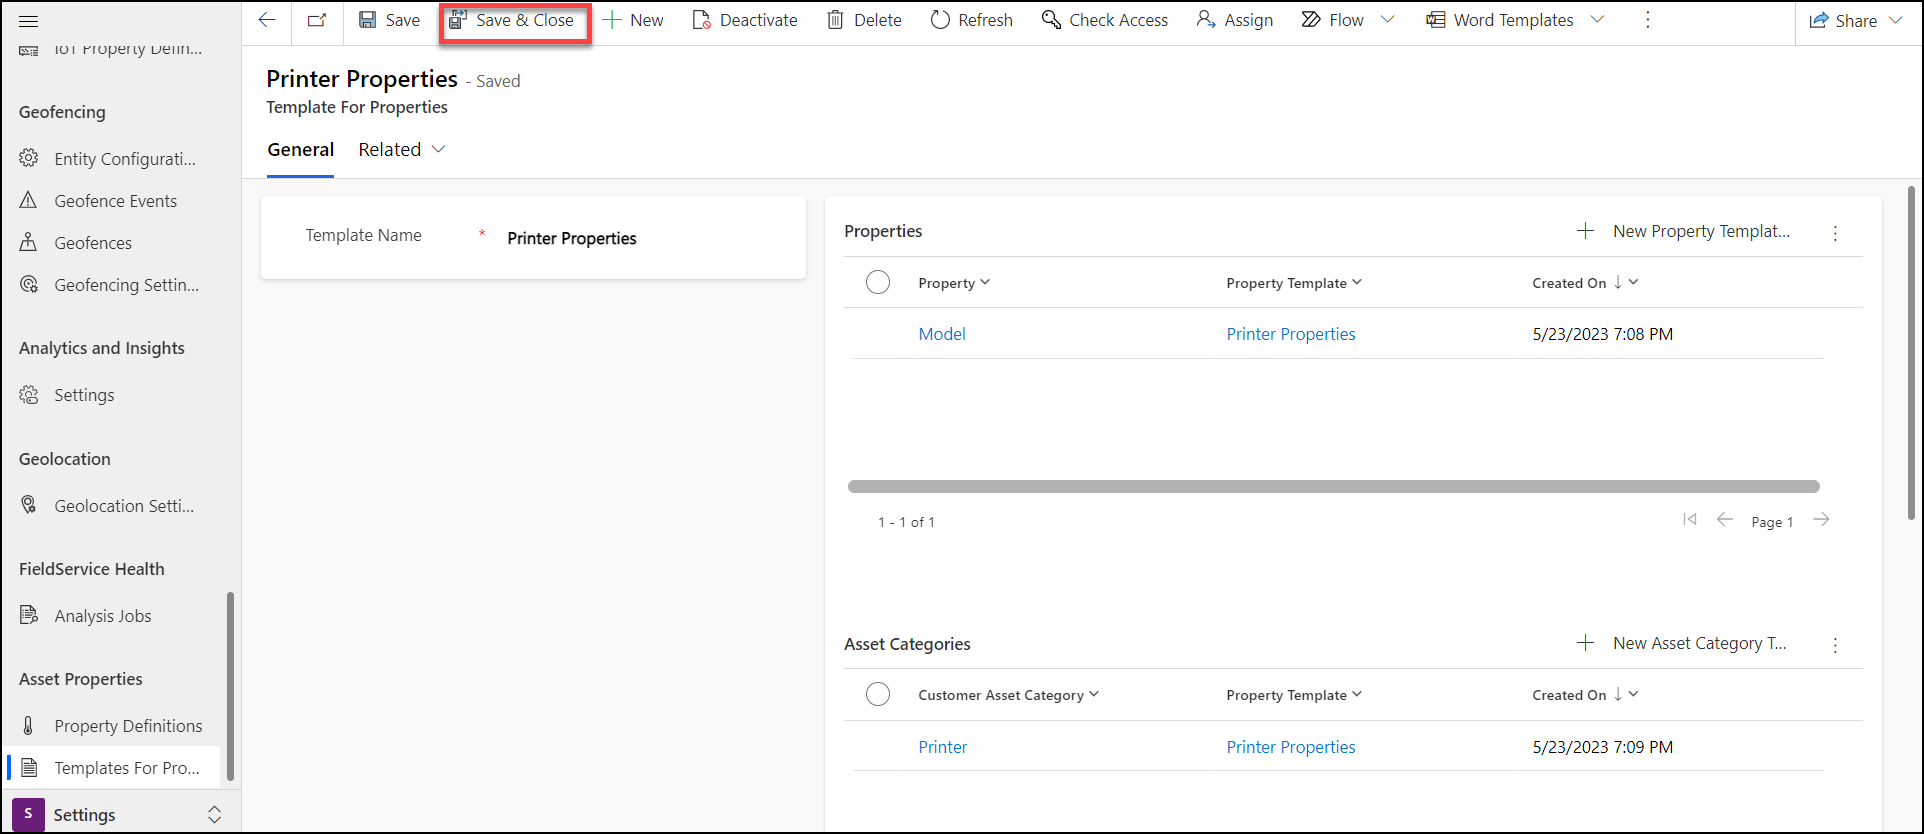 Save
Save & Close
New
Deactivate
Delete
Refresh
Check Access
Assign
Flow
Word Templates
Share
IoT Property Defin...
Geofencing
Entity Configurati...
Geofence Events
Geofences
Geofencing Settin...
Analytics and Insights
Settings
Geolocation
Geolocation Setti...
FieldService Health
Analysis Jobs
Asset Properties
Property Definitions
Templates For Pro...
S Settings
Printer Properties - Saved
Template For Properties
General Related
Template Name * Printer Properties
Properties
New Property Templat...
Property Property Template Created On
Model Printer Properties 5/23/2023 7:08 PM
1 - 1 of 1
Page 1
Asset Categories
New Asset Category T...
Customer Asset Category Property Template Created On
Printer Printer Properties 5/23/2023 7:09 PM